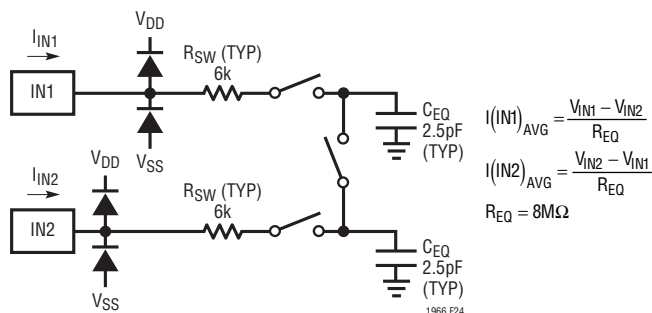 VDD
IIN1
RSW (TYP)
6k
IN1
VSS
CEQ
2.5pF
(TYP)
I(IN1)AVG = VIN1 – VIN2 / REQ
I(IN2)AVG = VIN2 – VIN1 / REQ
REQ = 8MΩ
VDD
IIN2
RSW (TYP)
6k
IN2
VSS
CEQ
2.5pF
(TYP)
1966 F24